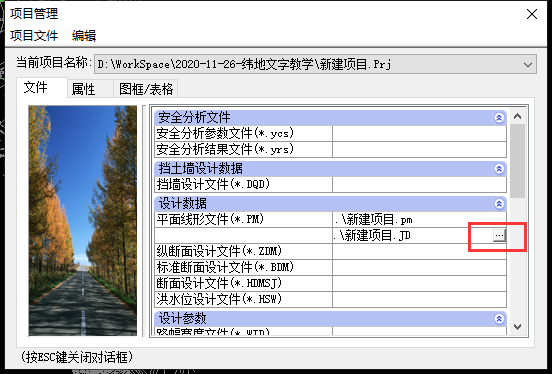 项目管理
项目文件 编辑
当前项目名称: D:\WorkSpace\2020-11-26-纬地文字教学\新建项目.Prj
文件 属性 图框/表格
安全分析文件
安全分析参数文件(*.ycs)
安全分析结果文件(*.yrs)
挡土墙设计数据
挡墙设计文件(*.DQD)
设计数据
平面线形文件(*.PM) .\新建项目.pm
.\新建项目.JD ...
纵断面设计文件(*.ZDM)
标准断面设计文件(*.BDM)
断面设计文件(*.HDMSJ)
洪水位设计文件(*.HSW)
设计参数
路幅宽度文件(*.WID)
(按ESC键关闭对话框)